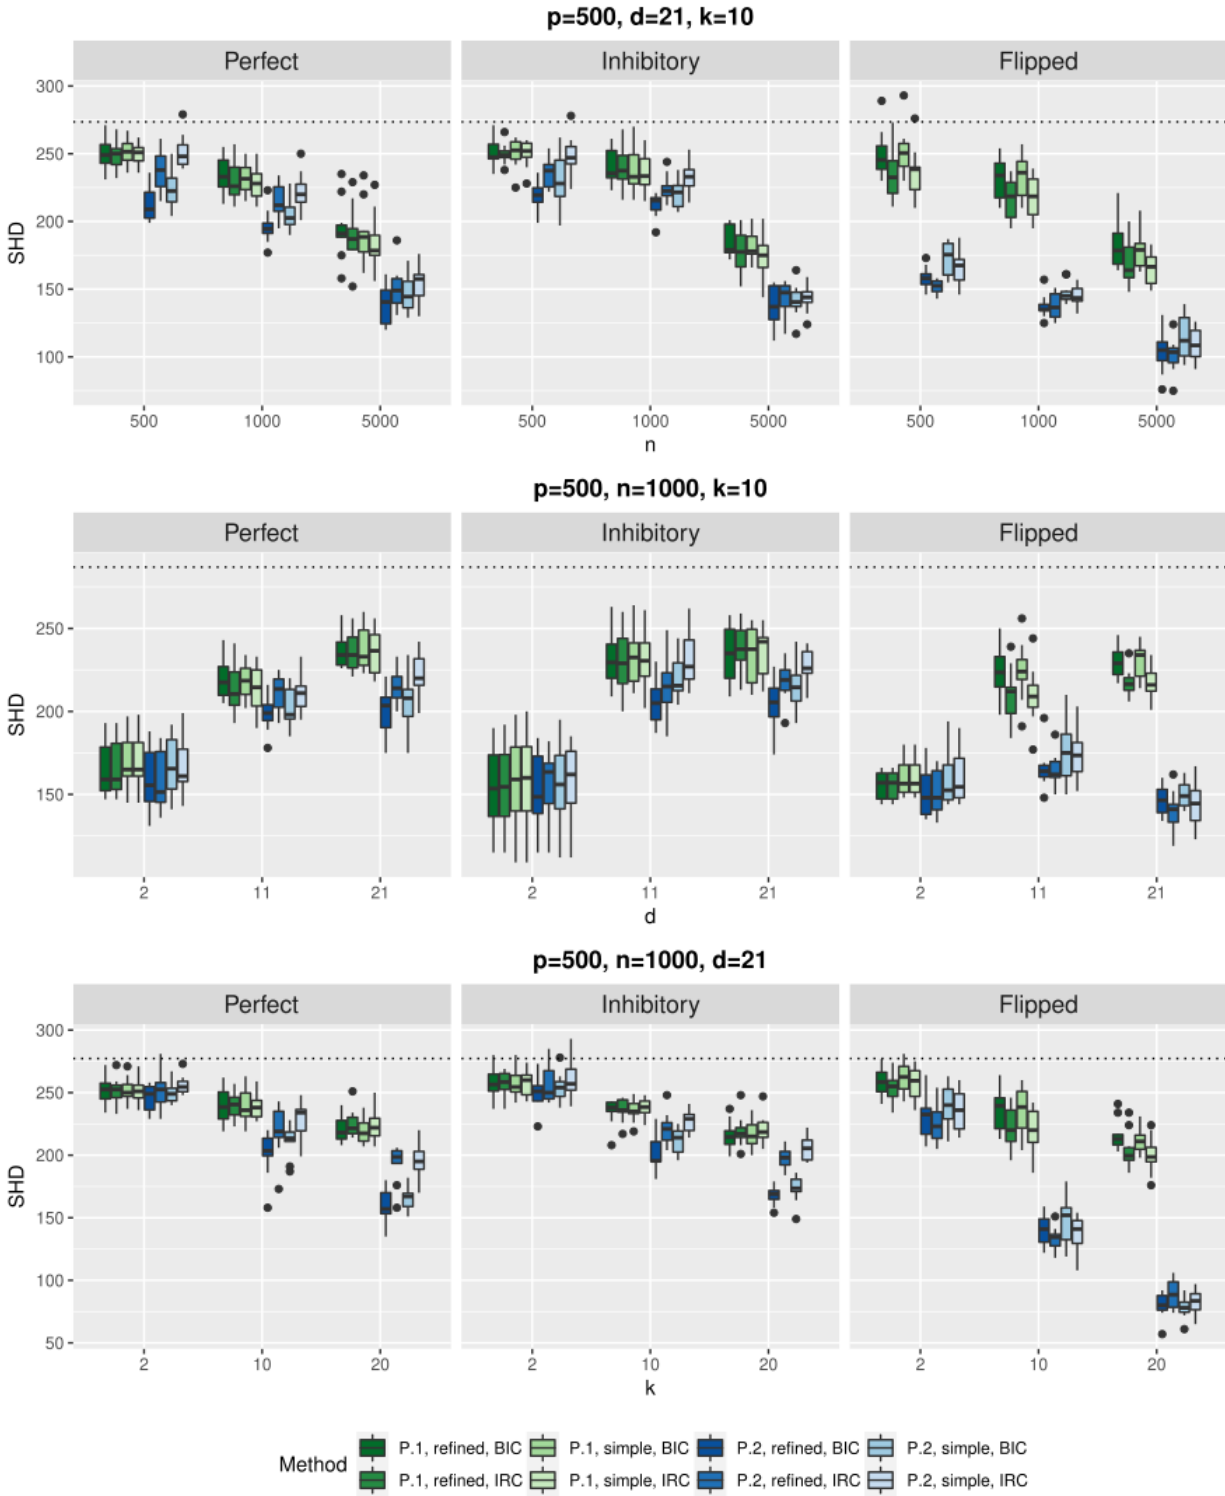 p=500, d=21, k=10
Perfect Inhibitory Flipped
300
250
200
150
100
SHD
500 1000 5000 500 1000 5000 500 1000 5000
n
p=500, n=1000, k=10
Perfect Inhibitory Flipped
250
200
150
SHD
2 11 21 2 11 21 2 11 21
d
p=500, n=1000, d=21
Perfect Inhibitory Flipped
300
250
200
150
100
50
SHD
2 10 20 2 10 20 2 10 20
k
Method
P.1, refined, BIC P.1, simple, BIC P.2, refined, BIC P.2, simple, BIC
P.1, refined, IRC P.1, simple, IRC P.2, refined, IRC P.2, simple, IRC